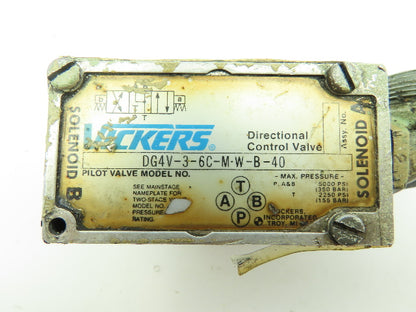 b
a
T
VICKERS
Directional
Control Valve
Assy. No.
SOLENOID B
SOLENOID A
DG4V-3-6C-M-W-B-40
PILOT VALVE MODEL NO.
SEE MAINSTAGE
NAMEPLATE FOR
TWO-STAGE
MODEL NO.
PRESSURE
RATING.
T
A B
P
- MAX. PRESSURE -
P, A&B 5000 PSI
(350 BAR)
T 2250 PSI
(155 BAR)
VICKERS,
INCORPORATED
TROY, MI